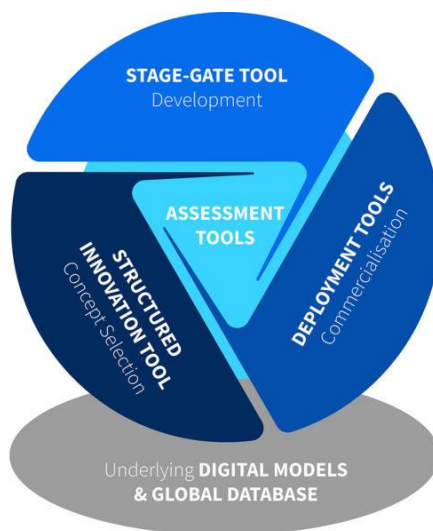 STAGE-GATE TOOL
Development
ASSESSMENT
TOOLS
STRUCTURED
INNOVATION TOOL
Concept Selection
DEPLOYMENT TOOLS
Commercialisation
Underlying DIGITAL MODELS
& GLOBAL DATABASE